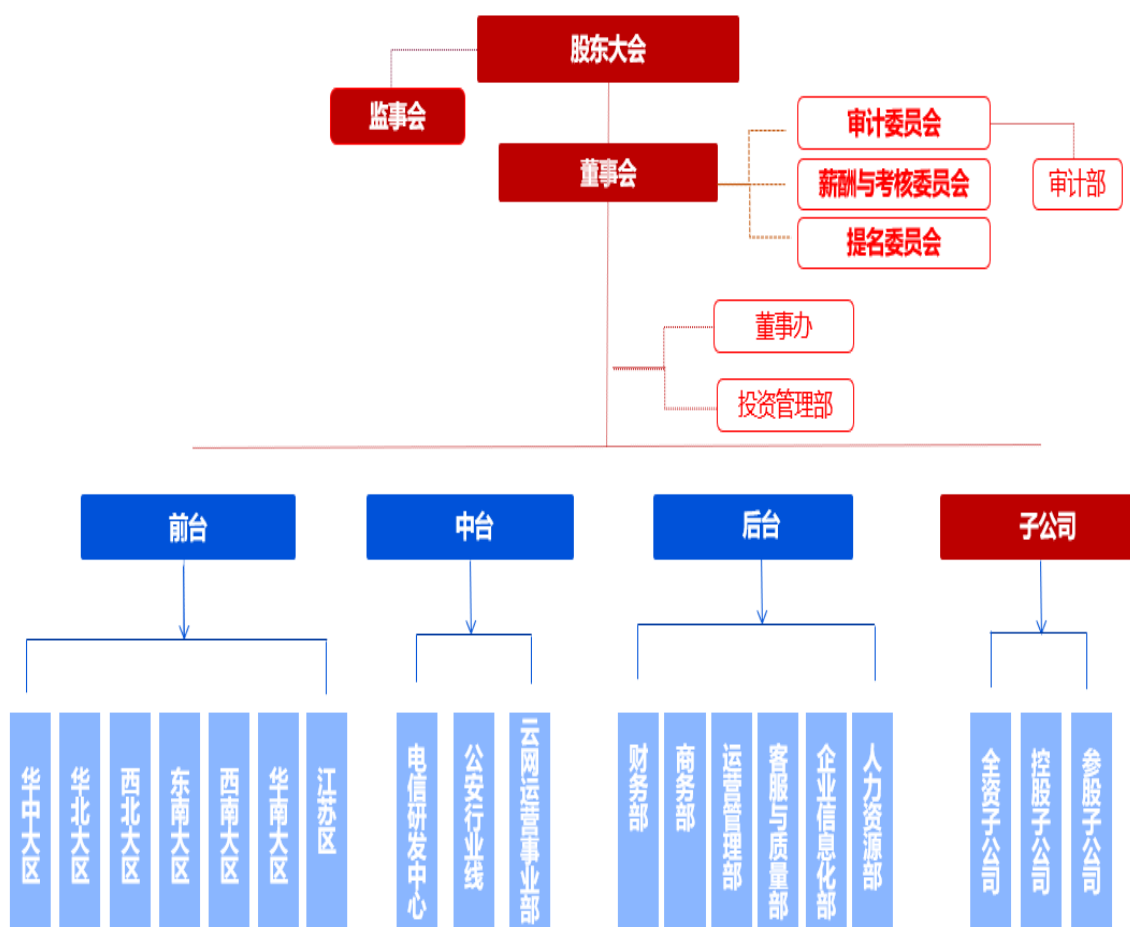 股东大会
监事会
审计委员会
董事会
薪酬与考核委员会
审计部
提名委员会
董事办
投资管理部
前台
中台
后台
子公司
华中大区
华北大区
西北大区
东南大区
西南大区
华南大区
江苏区
电信研发中心
公安行业线
云网运营事业部
财务部
商务部
运营管理部
客服与质量部
企业信息化部
人力资源部
全资子公司
控股子公司
参股子公司